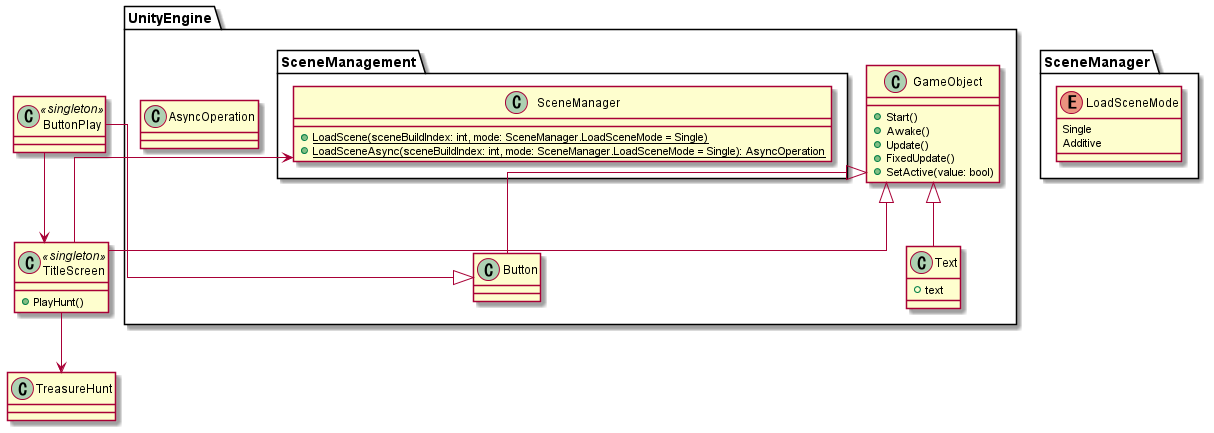 UnityEngine
SceneManagement
SceneManager
C SceneManager
LoadScene(sceneBuildIndex: int, mode: SceneManager.LoadSceneMode = Single)
LoadSceneAsync(sceneBuildIndex: int, mode: SceneManager.LoadSceneMode = Single): AsyncOperation
C GameObject
Start()
Awake()
Update()
FixedUpdate()
SetActive(value: bool)
E LoadSceneMode
Single
Additive
C «singleton»
ButtonPlay
C AsyncOperation
C «singleton»
TitleScreen
PlayHunt()
C Button
C Text
text
C TreasureHunt